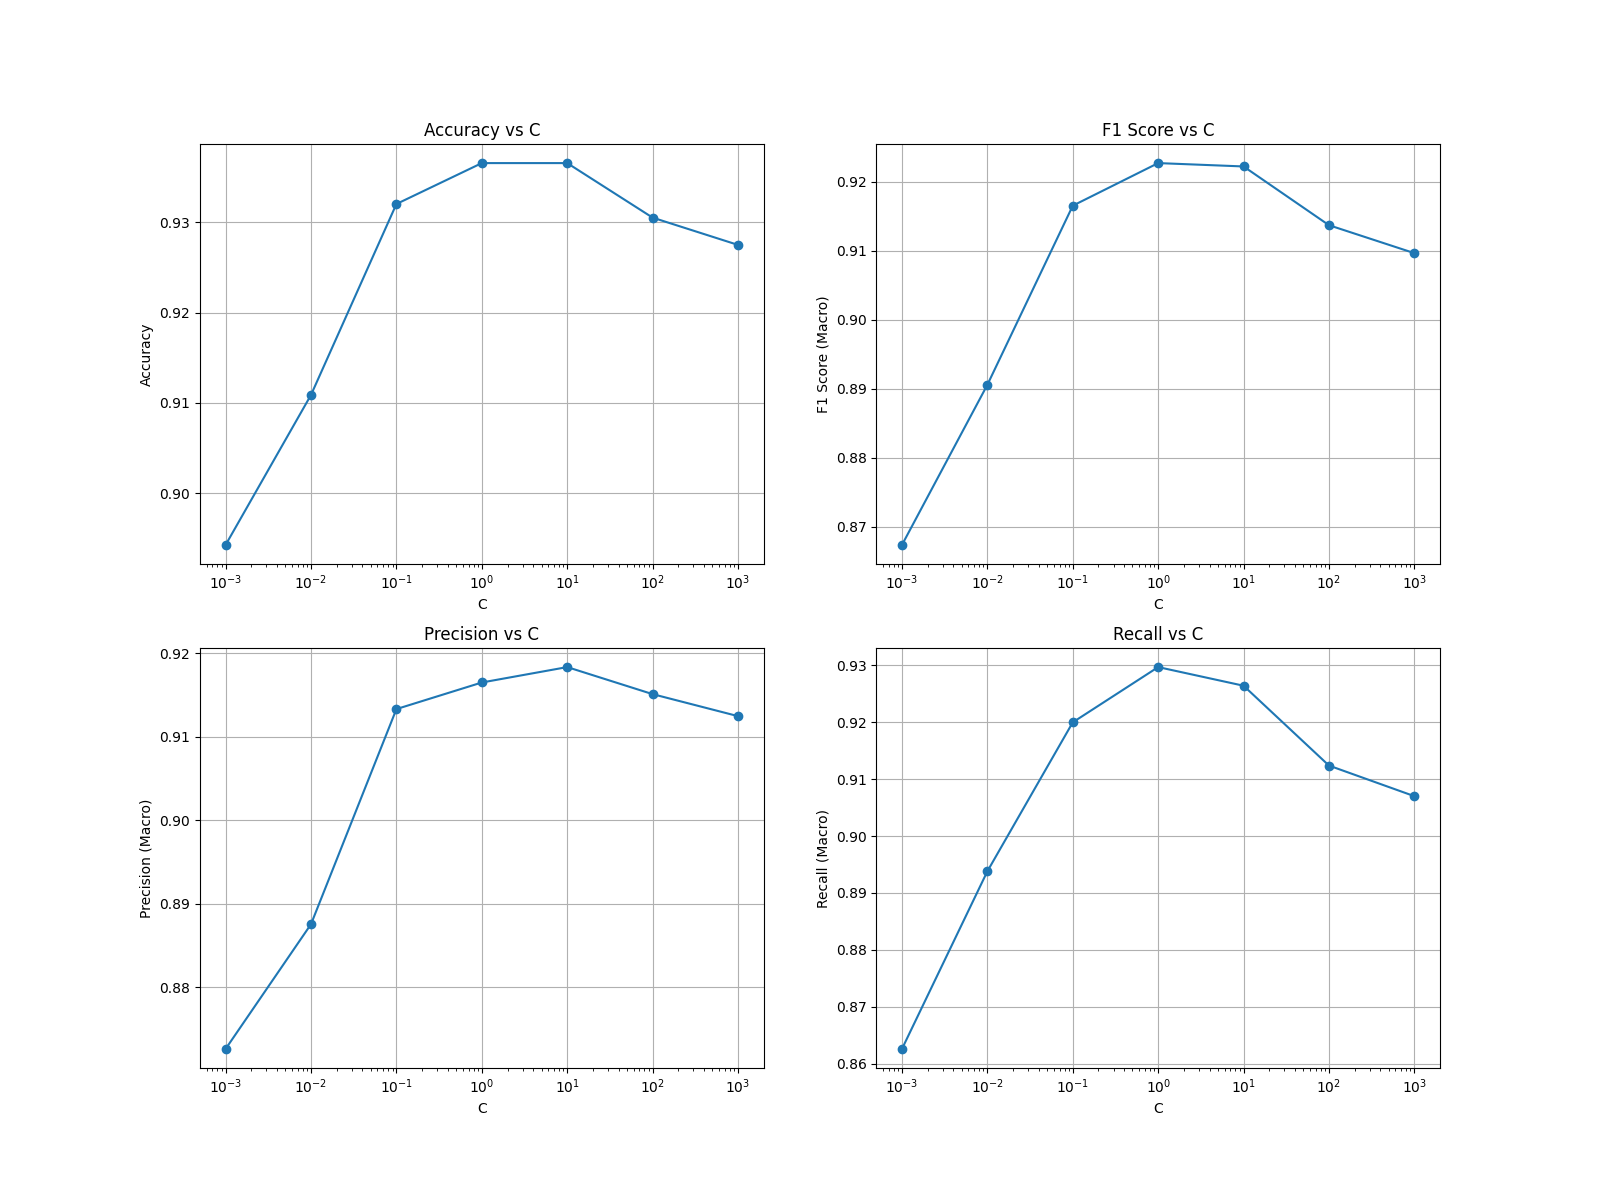 Accuracy vs C
Accuracy
0.93
0.92
0.91
0.90
10⁻³ 10⁻² 10⁻¹ 10⁰ 10¹ 10² 10³
C
F1 Score vs C
F1 Score (Macro)
0.92
0.91
0.90
0.89
0.88
0.87
10⁻³ 10⁻² 10⁻¹ 10⁰ 10¹ 10² 10³
C
Precision vs C
Precision (Macro)
0.92
0.91
0.90
0.89
0.88
10⁻³ 10⁻² 10⁻¹ 10⁰ 10¹ 10² 10³
C
Recall vs C
Recall (Macro)
0.93
0.92
0.91
0.90
0.89
0.88
0.87
0.86
10⁻³ 10⁻² 10⁻¹ 10⁰ 10¹ 10² 10³
C